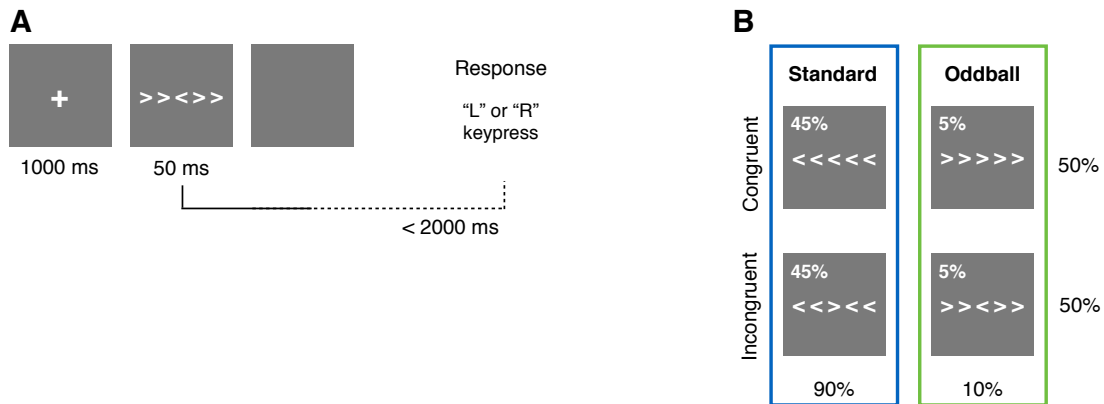 A
+
> > < > >
1000 ms
50 ms
Response
“L” or “R”
keypress
< 2000 ms
B
Standard
Oddball
Congruent
45%
< < < < <
5%
> > > > >
50%
Incongruent
45%
< < > < <
5%
> > < > >
50%
90%
10%